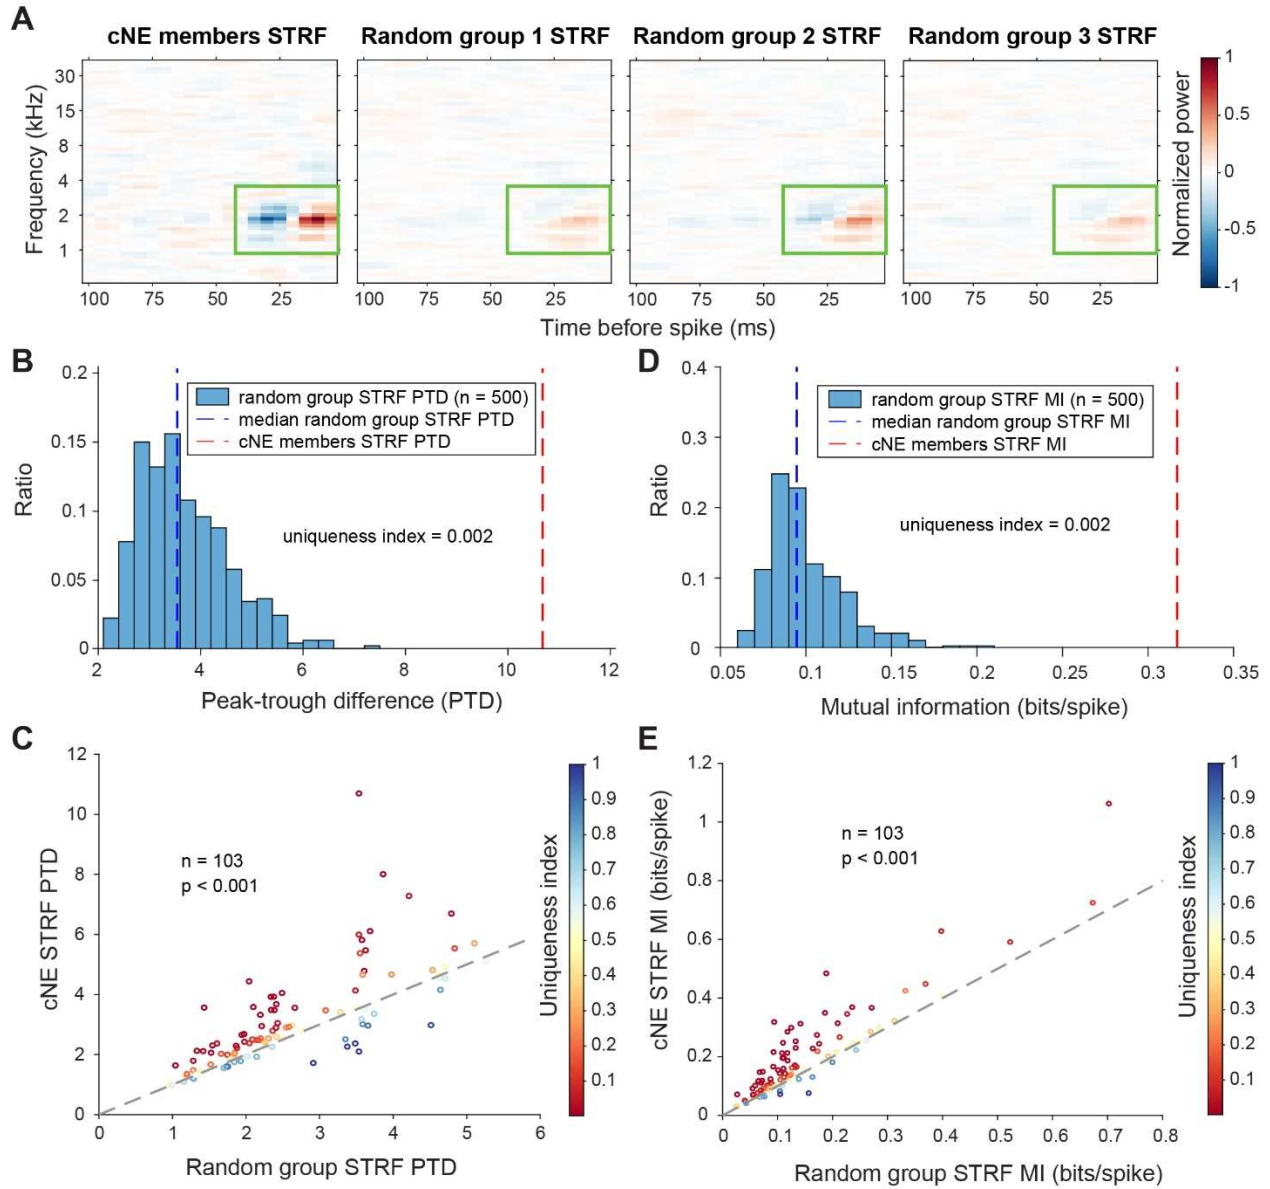 A
cNE members STRF
Random group 1 STRF
Random group 2 STRF
Random group 3 STRF
Frequency (kHz)
30
15
8
4
2
1
100 75 50 25
100 75 50 25
100 75 50 25
100 75 50 25
Time before spike (ms)
1
0.5
0
-0.5
-1
Normalized power
B
0.2
0.15
0.1
0.05
0
Ratio
random group STRF PTD (n = 500)
median random group STRF PTD
cNE members STRF PTD
uniqueness index = 0.002
2 4 6 8 10 12
Peak-trough difference (PTD)
D
0.4
0.3
0.2
0.1
0
Ratio
random group STRF MI (n = 500)
median random group STRF MI
cNE members STRF MI
uniqueness index = 0.002
0.05 0.1 0.15 0.2 0.25 0.3 0.35
Mutual information (bits/spike)
C
12
10
8
6
4
2
0
cNE STRF PTD
n = 103
p < 0.001
0 1 2 3 4 5 6
Random group STRF PTD
Uniqueness index
1
0.9
0.8
0.7
0.6
0.5
0.4
0.3
0.2
0.1
E
1.2
1
0.8
0.6
0.4
0.2
0
cNE STRF MI (bits/spike)
n = 103
p < 0.001
0 0.1 0.2 0.3 0.4 0.5 0.6 0.7 0.8
Random group STRF MI (bits/spike)
Uniqueness index
1
0.9
0.8
0.7
0.6
0.5
0.4
0.3
0.2
0.1